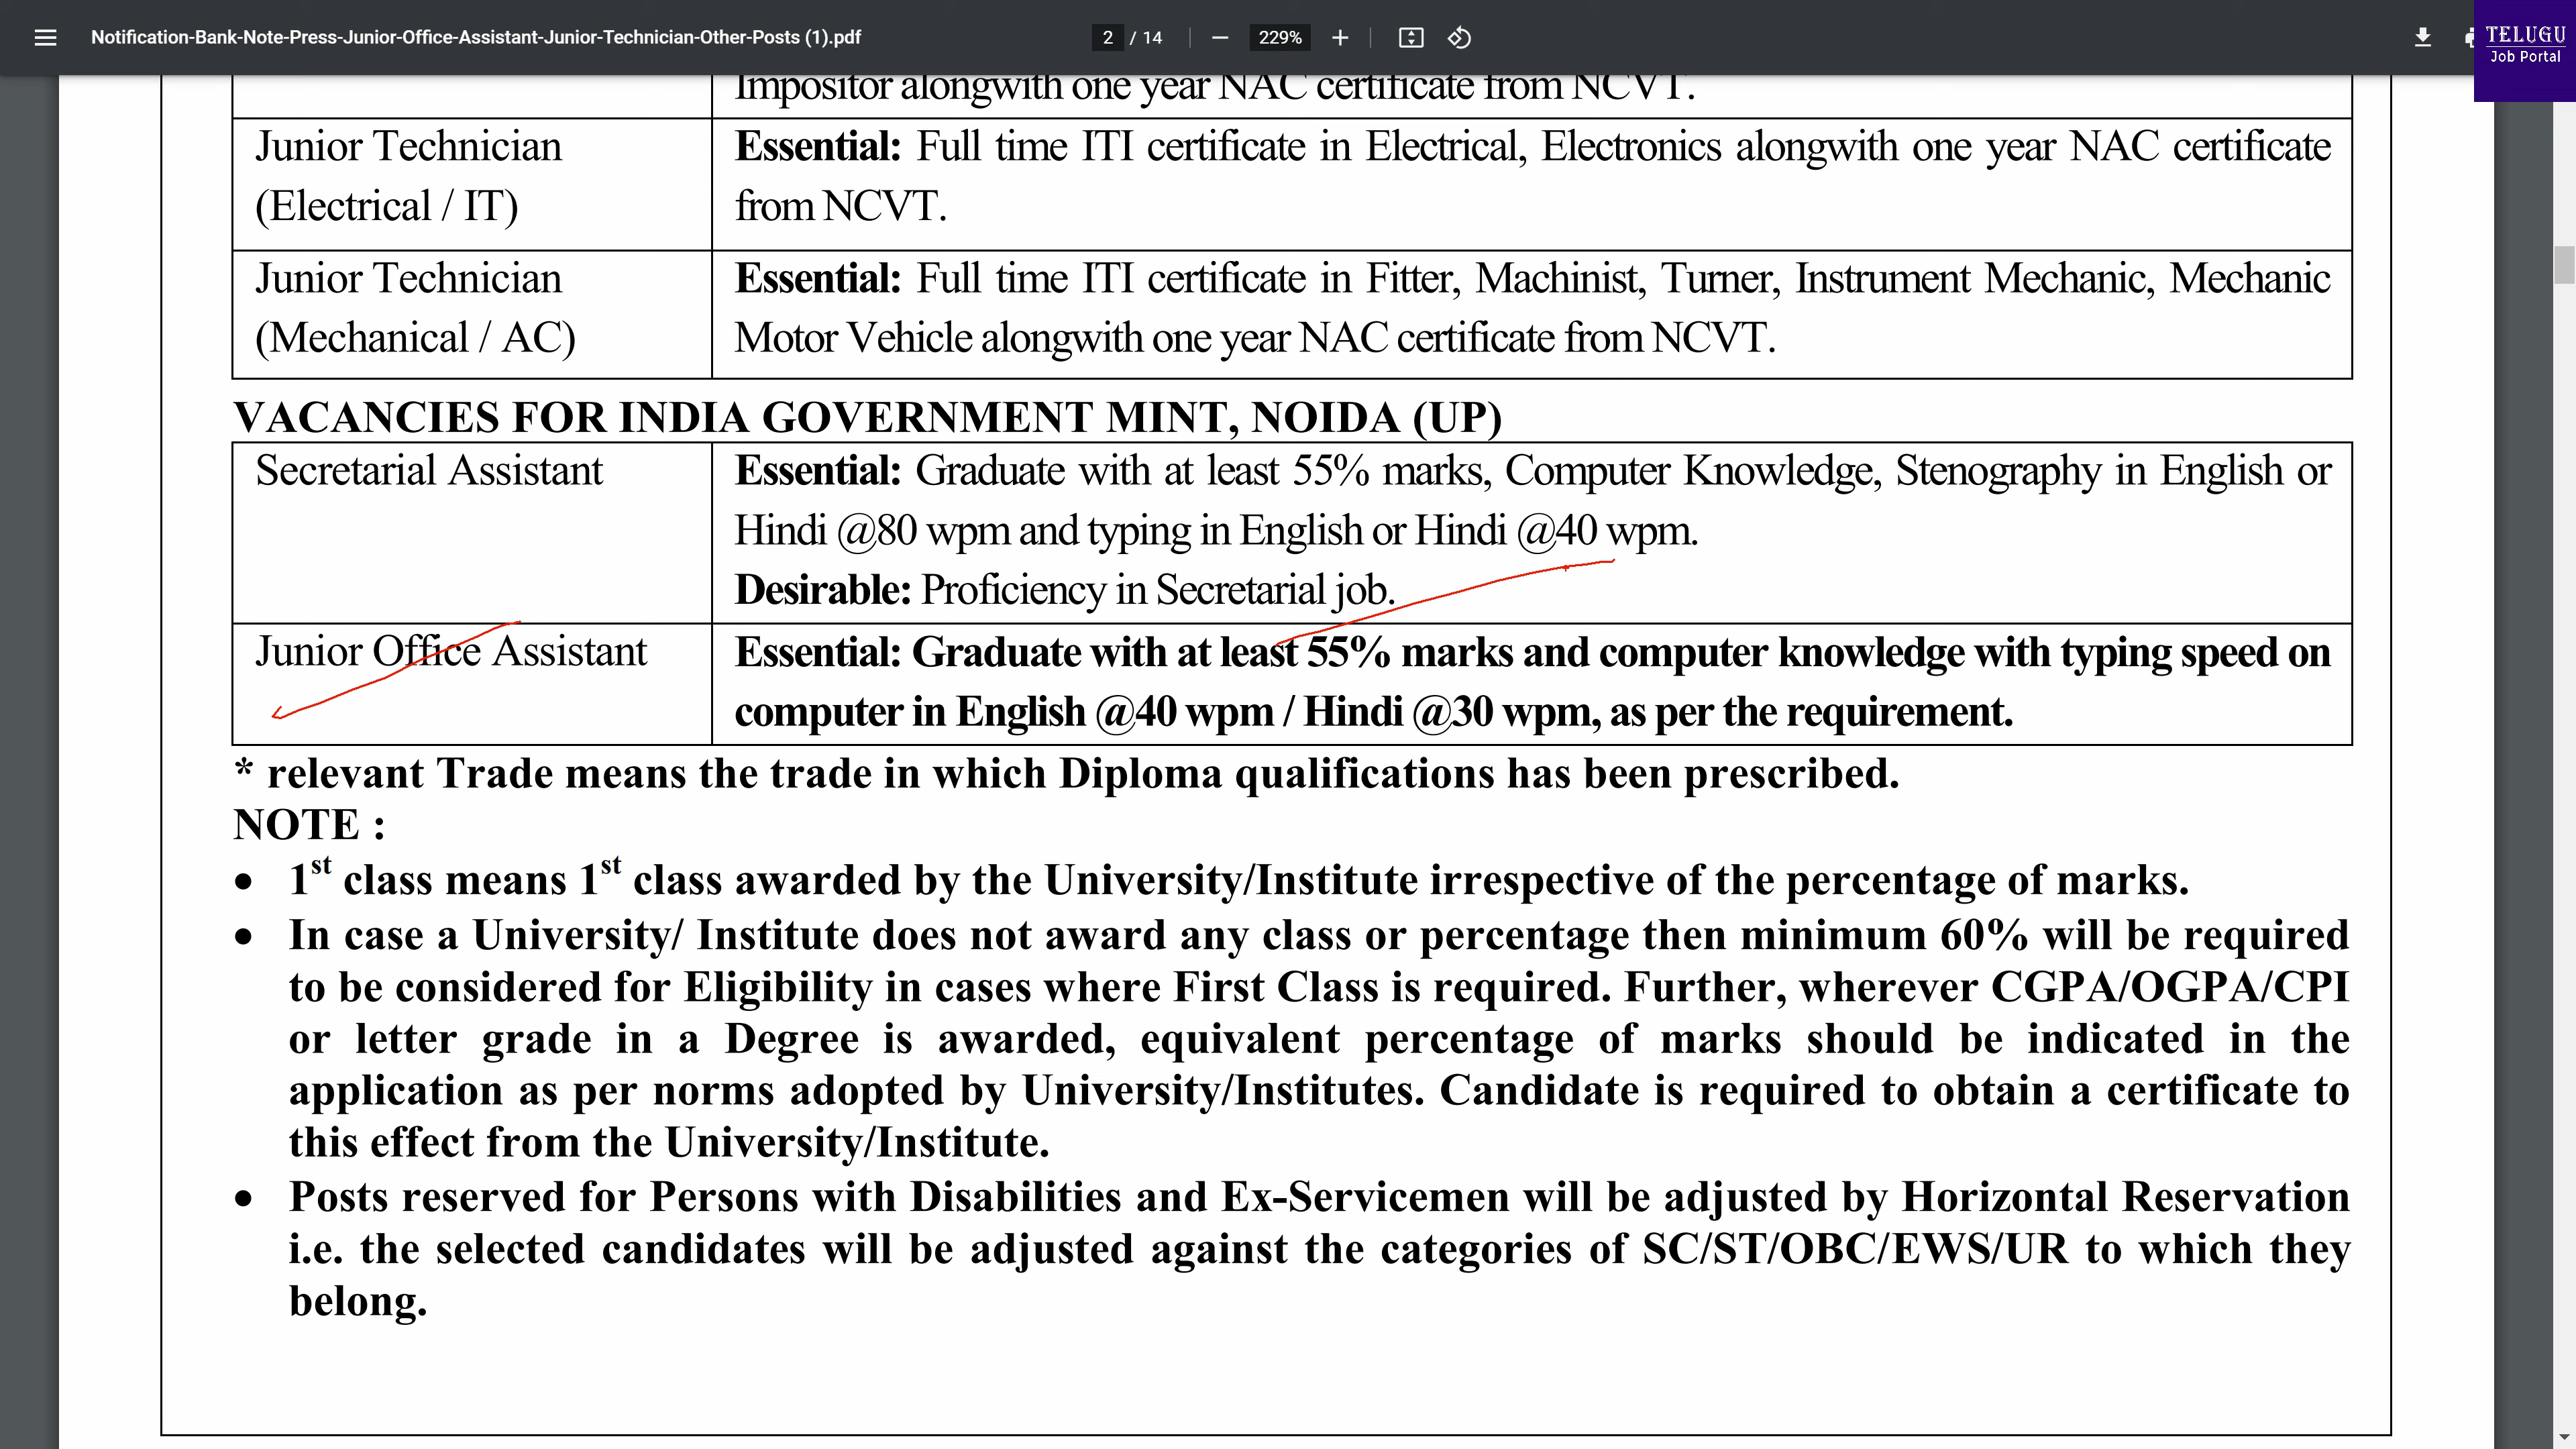 Notification-Bank-Note-Press-Junior-Office-Assistant-Junior-Technician-Other-Posts (1).pdf
2 / 14
229%
TELUGU
Job Portal
Impositor alongwith one year NAC certificate from NCVT.
Junior Technician
(Electrical / IT)
Essential: Full time ITI certificate in Electrical, Electronics alongwith one year NAC certificate
from NCVT.
Junior Technician
(Mechanical / AC)
Essential: Full time ITI certificate in Fitter, Machinist, Turner, Instrument Mechanic, Mechanic
Motor Vehicle alongwith one year NAC certificate from NCVT.
VACANCIES FOR INDIA GOVERNMENT MINT, NOIDA (UP)
Secretarial Assistant
Essential: Graduate with at least 55% marks, Computer Knowledge, Stenography in English or
Hindi @80 wpm and typing in English or Hindi @40 wpm.
Desirable: Proficiency in Secretarial job.
Junior Office Assistant
Essential: Graduate with at least 55% marks and computer knowledge with typing speed on
computer in English @40 wpm / Hindi @30 wpm, as per the requirement.
* relevant Trade means the trade in which Diploma qualifications has been prescribed.
NOTE :
• 1st class means 1st class awarded by the University/Institute irrespective of the percentage of marks.
• In case a University/ Institute does not award any class or percentage then minimum 60% will be required
to be considered for Eligibility in cases where First Class is required. Further, wherever CGPA/OGPA/CPI
or letter grade in a Degree is awarded, equivalent percentage of marks should be indicated in the
application as per norms adopted by University/Institutes. Candidate is required to obtain a certificate to
this effect from the University/Institute.
• Posts reserved for Persons with Disabilities and Ex-Servicemen will be adjusted by Horizontal Reservation
i.e. the selected candidates will be adjusted against the categories of SC/ST/OBC/EWS/UR to which they
belong.